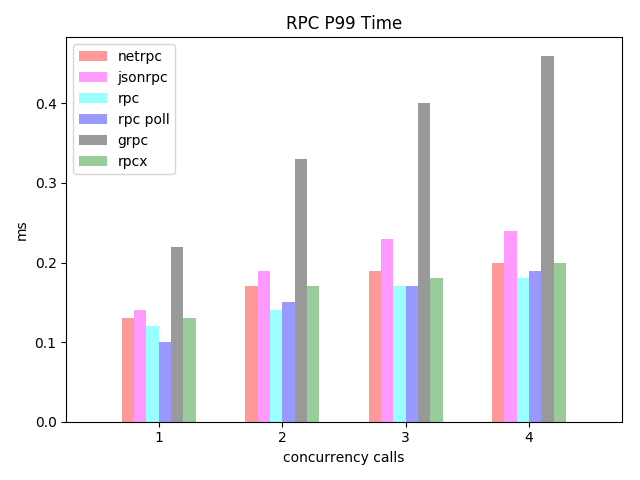 RPC P99 Time
netrpc
jsonrpc
rpc
rpc poll
grpc
rpcx
ms
0.4
0.3
0.2
0.1
0.0
1 2 3 4
concurrency calls